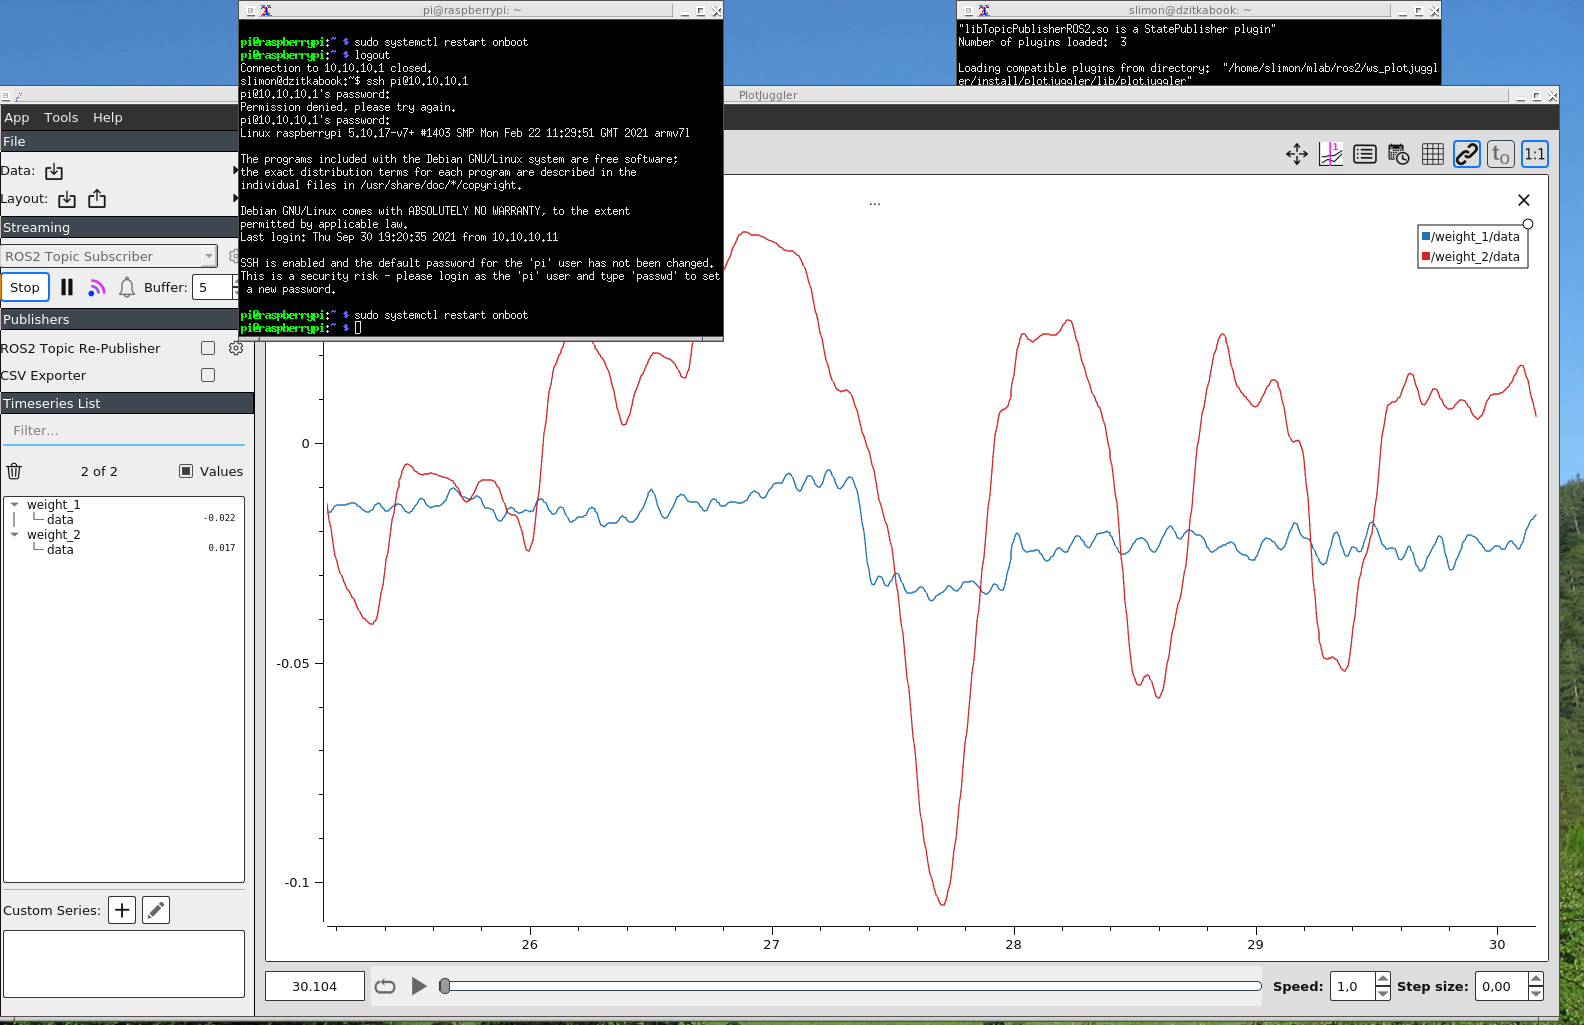 pi@raspberrypi: ~
pi@raspberrypi:~ $ sudo systemctl restart onboot
pi@raspberrypi:~ $ logout
Connection to 10.10.10.1 closed.
slimon@dzitkabook:~$ ssh pi@10.10.10.1
pi@10.10.10.1's password:
Permission denied, please try again.
pi@10.10.10.1's password:
Linux raspberrypi 5.10.17-v7+ #1403 SMP Mon Feb 22 11:29:51 GMT 2021 armv7l
The programs included with the Debian GNU/Linux system are free software;
the exact distribution terms for each program are described in the
individual files in /usr/share/doc/*/copyright.
Debian GNU/Linux comes with ABSOLUTELY NO WARRANTY, to the extent
permitted by applicable law.
Last login: Thu Sep 30 19:20:35 2021 from 10.10.10.11
SSH is enabled and the default password for the 'pi' user has not been changed.
This is a security risk - please login as the 'pi' user and type 'passwd' to set
a new password.
pi@raspberrypi:~ $ sudo systemctl restart onboot
pi@raspberrypi:~ $
slimon@dzitkabook: ~
"libTopicPublisherROS2.so is a StatePublisher plugin"
Number of plugins loaded: 3
Loading compatible plugins from directory: "/home/slimon/mlab/ros2/ws_plotjuggl
er/install/plotjuggler/lib/plotjuggler"
PlotJuggler
App Tools Help
File
Data:
Layout:
Streaming
ROS2 Topic Subscriber
Stop Buffer: 5
Publishers
ROS2 Topic Re-Publisher
CSV Exporter
Timeseries List
Filter...
2 of 2 Values
weight_1
data -0.022
weight_2
data 0.017
Custom Series:
t0 1:1
...
/weight_1/data
/weight_2/data
0
-0.05
-0.1
26 27 28 29 30
30.104 Speed: 1,0 Step size: 0,00